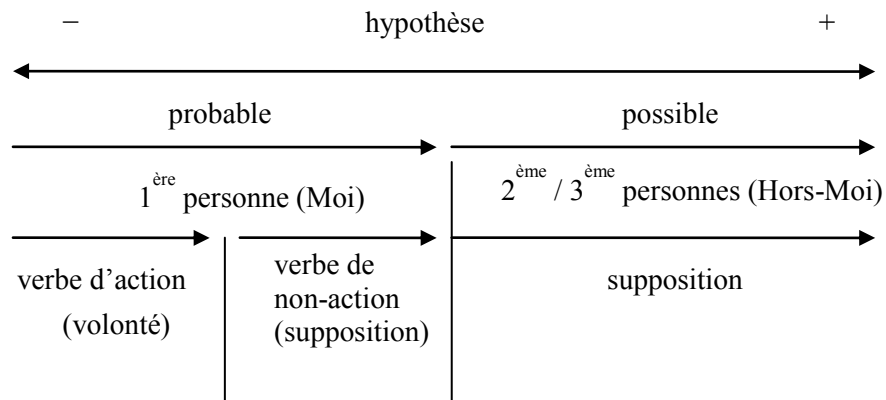 − hypothèse +
probable possible
1ère personne (Moi) 2ème / 3ème personnes (Hors-Moi)
verbe d’action verbe de supposition
(volonté) non-action
(supposition)